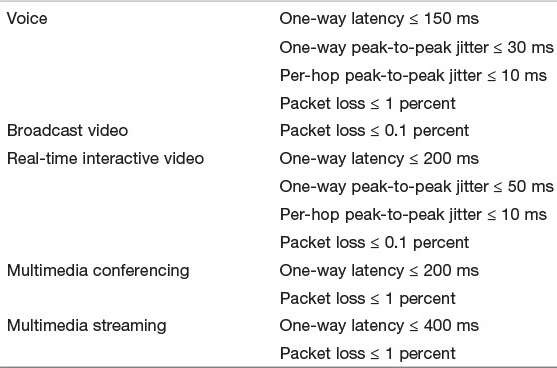 Voice One-way latency ≤ 150 ms
One-way peak-to-peak jitter ≤ 30 ms
Per-hop peak-to-peak jitter ≤ 10 ms
Packet loss ≤ 1 percent
Broadcast video Packet loss ≤ 0.1 percent
Real-time interactive video One-way latency ≤ 200 ms
One-way peak-to-peak jitter ≤ 50 ms
Per-hop peak-to-peak jitter ≤ 10 ms
Packet loss ≤ 0.1 percent
Multimedia conferencing One-way latency ≤ 200 ms
Packet loss ≤ 1 percent
Multimedia streaming One-way latency ≤ 400 ms
Packet loss ≤ 1 percent